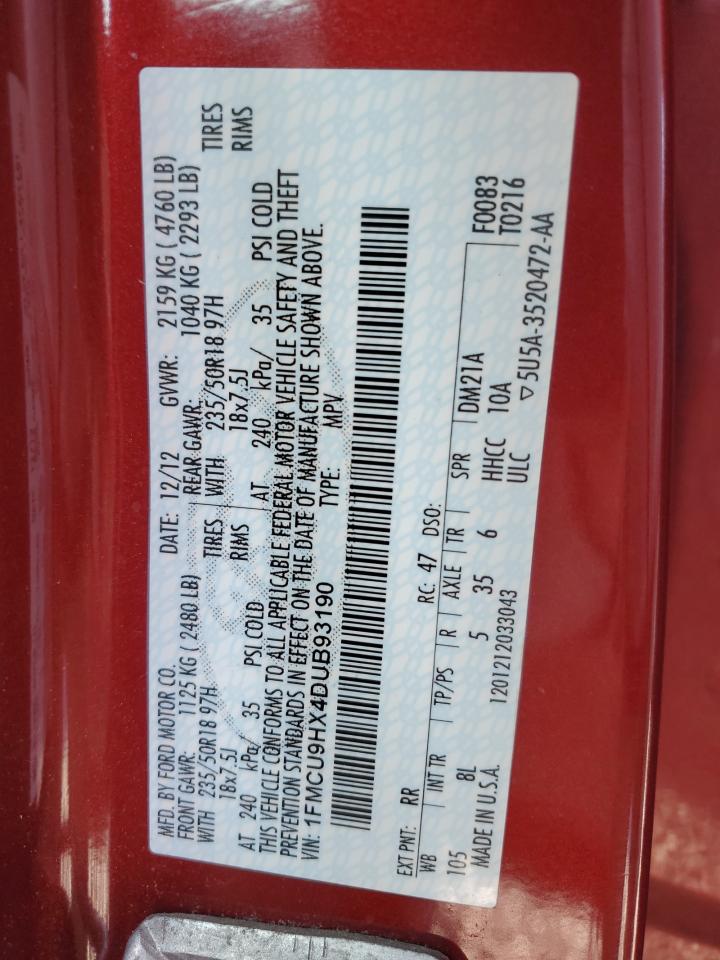 MFD. BY FORD MOTOR CO. DATE: 12/12 GVWR: 2159 KG ( 4760 LB)
FRONT GAWR: 1125 KG ( 2480 LB) REAR GAWR: 1040 KG ( 2293 LB)
WITH 235/50R18 97H TIRES WITH 235/50R18 97H TIRES
18x7.5J RIMS 18x7.5J RIMS
AT 240 kPa/ 35 PSI COLD AT 240 kPa/ 35 PSI COLD
THIS VEHICLE CONFORMS TO ALL APPLICABLE FEDERAL MOTOR VEHICLE SAFETY AND THEFT
PREVENTION STANDARDS IN EFFECT ON THE DATE OF MANUFACTURE SHOWN ABOVE.
VIN: 1FMCU9HX4DUB93190 TYPE: MPV
EXT PNT: RR RC: 47 DSO: F0083
WB INT TR TP/PS R AXLE TR SPR DM21A T0216
105 8L 5 35 6 HHCC 10A
MADE IN U.S.A. 1201212033043 ULC ▽5U5A-3520472-AA